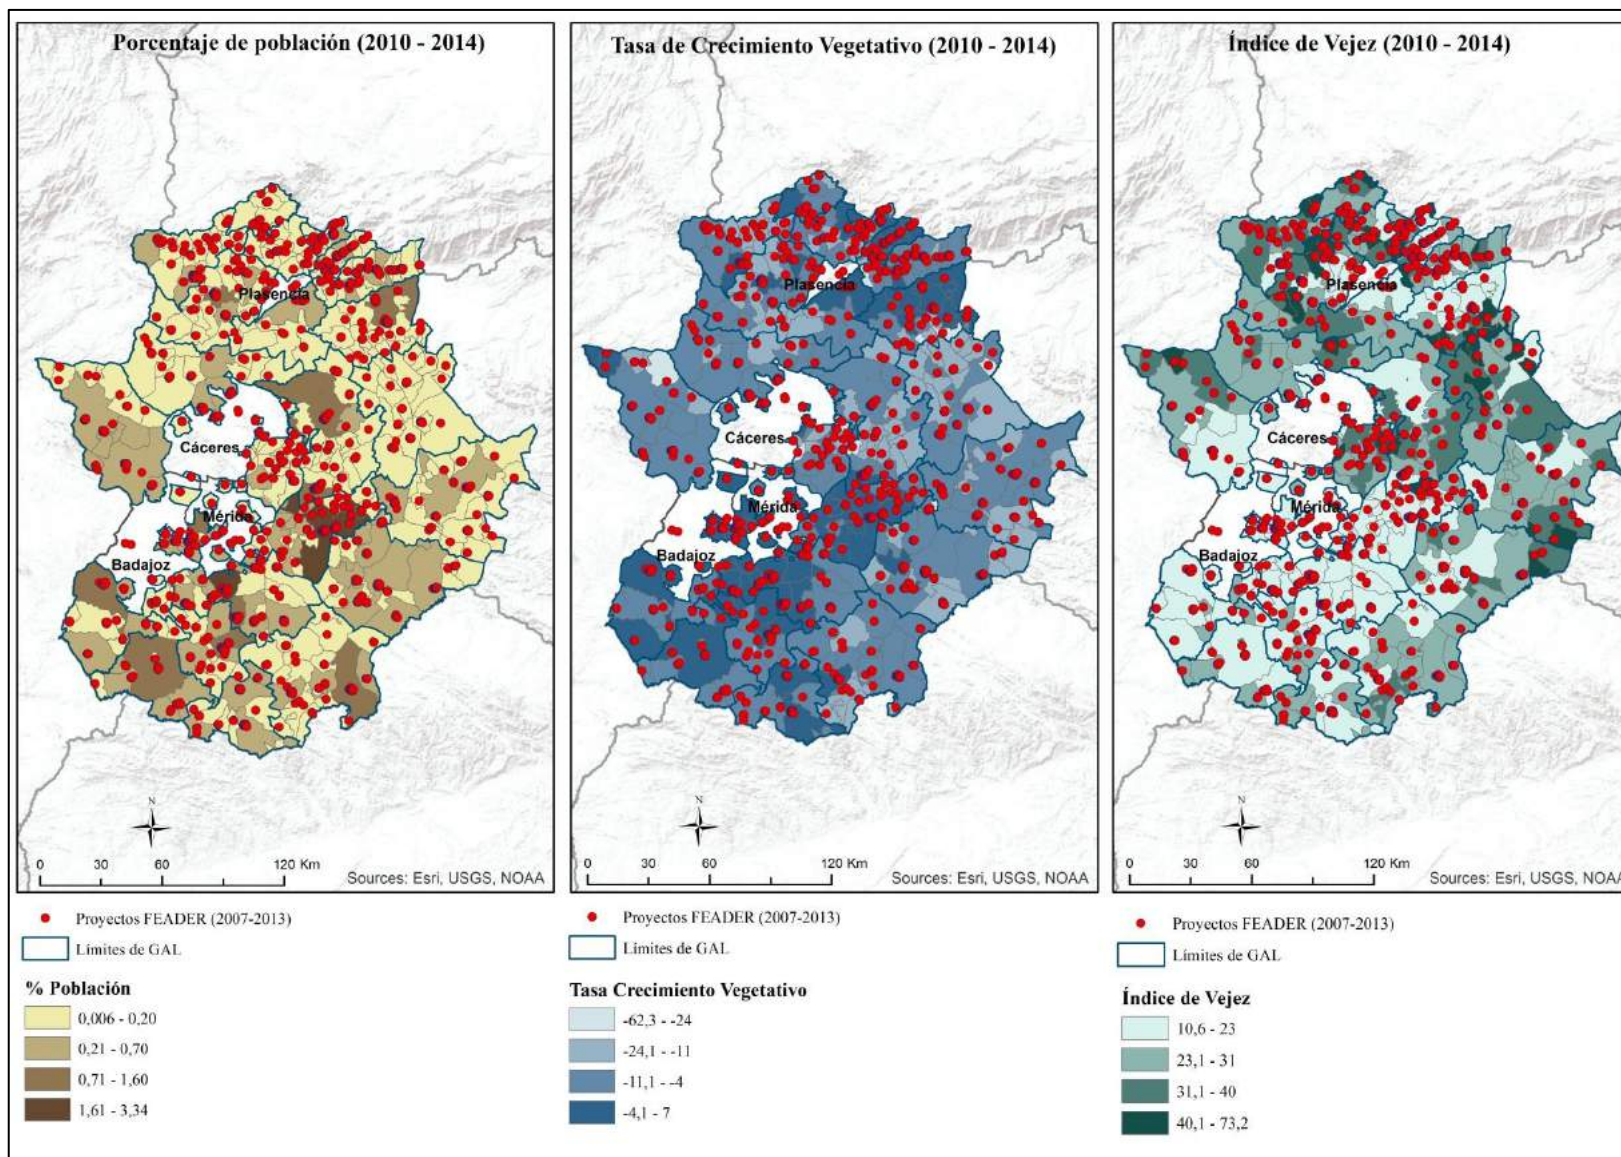 Porcentaje de población (2010 - 2014)
Plasencia
Cáceres
Mérida
Badajoz
N
0 30 60 120 Km
Sources: Esri, USGS, NOAA
Proyectos FEADER (2007-2013)
Límites de GAL
% Población
0,006 - 0,20
0,21 - 0,70
0,71 - 1,60
1,61 - 3,34
Tasa de Crecimiento Vegetativo (2010 - 2014)
Plasencia
Cáceres
Mérida
Badajoz
N
0 30 60 120 Km
Sources: Esri, USGS, NOAA
Proyectos FEADER (2007-2013)
Límites de GAL
Tasa Crecimiento Vegetativo
-62,3 - -24
-24,1 - -11
-11,1 - -4
-4,1 - 7
Índice de Vejez (2010 - 2014)
Plasencia
Cáceres
Mérida
Badajoz
N
0 30 60 120 Km
Sources: Esri, USGS, NOAA
Proyectos FEADER (2007-2013)
Límites de GAL
Índice de Vejez
10,6 - 23
23,1 - 31
31,1 - 40
40,1 - 73,2